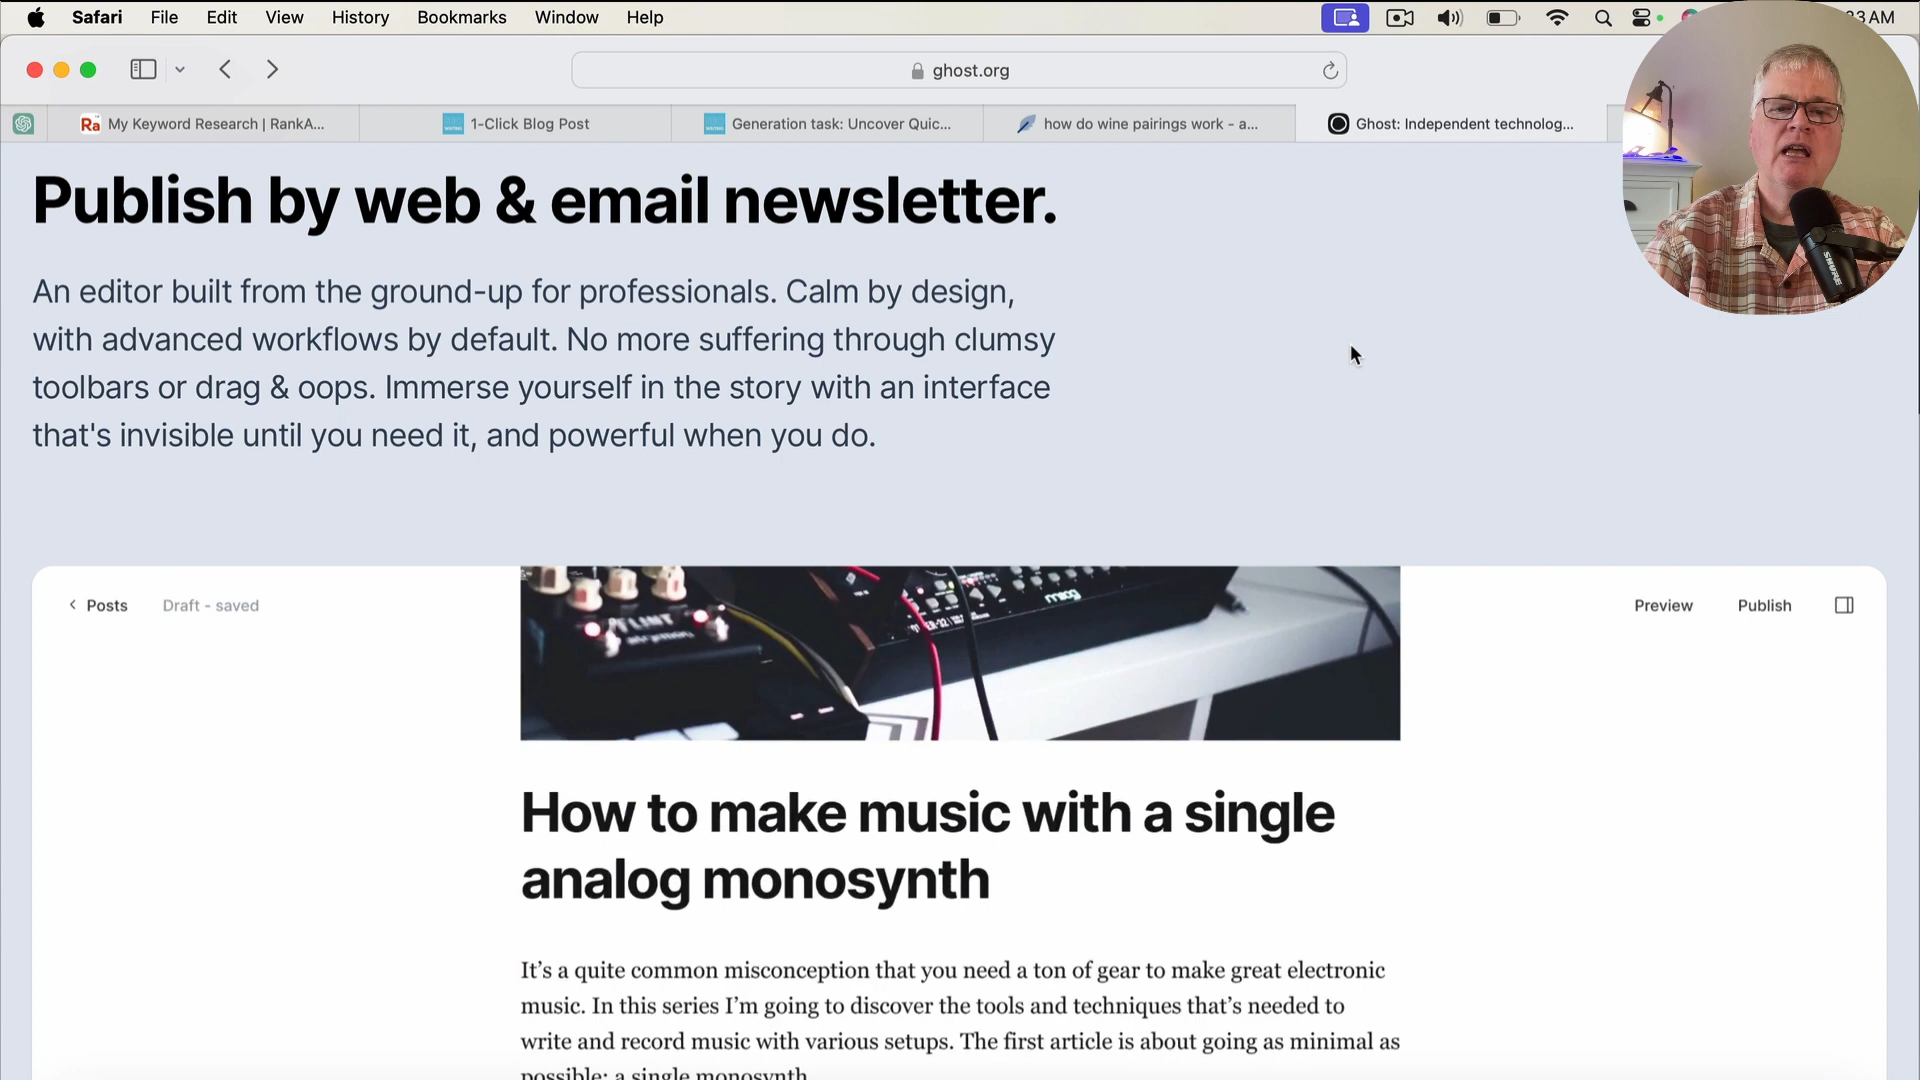 Safari File Edit View History Bookmarks Window Help
3 AM
ghost.org
Ra My Keyword Research | RankA...
1-Click Blog Post
Generation task: Uncover Quic...
how do wine pairings work - a...
Ghost: Independent technolog...
Publish by web & email newsletter.
An editor built from the ground-up for professionals. Calm by design,
with advanced workflows by default. No more suffering through clumsy
toolbars or drag & oops. Immerse yourself in the story with an interface
that's invisible until you need it, and powerful when you do.
Posts Draft - saved
Preview Publish
moog
SHURE
How to make music with a single
analog monosynth
It’s a quite common misconception that you need a ton of gear to make great electronic
music. In this series I’m going to discover the tools and techniques that’s needed to
write and record music with various setups. The first article is about going as minimal as
possible: a single monosynth